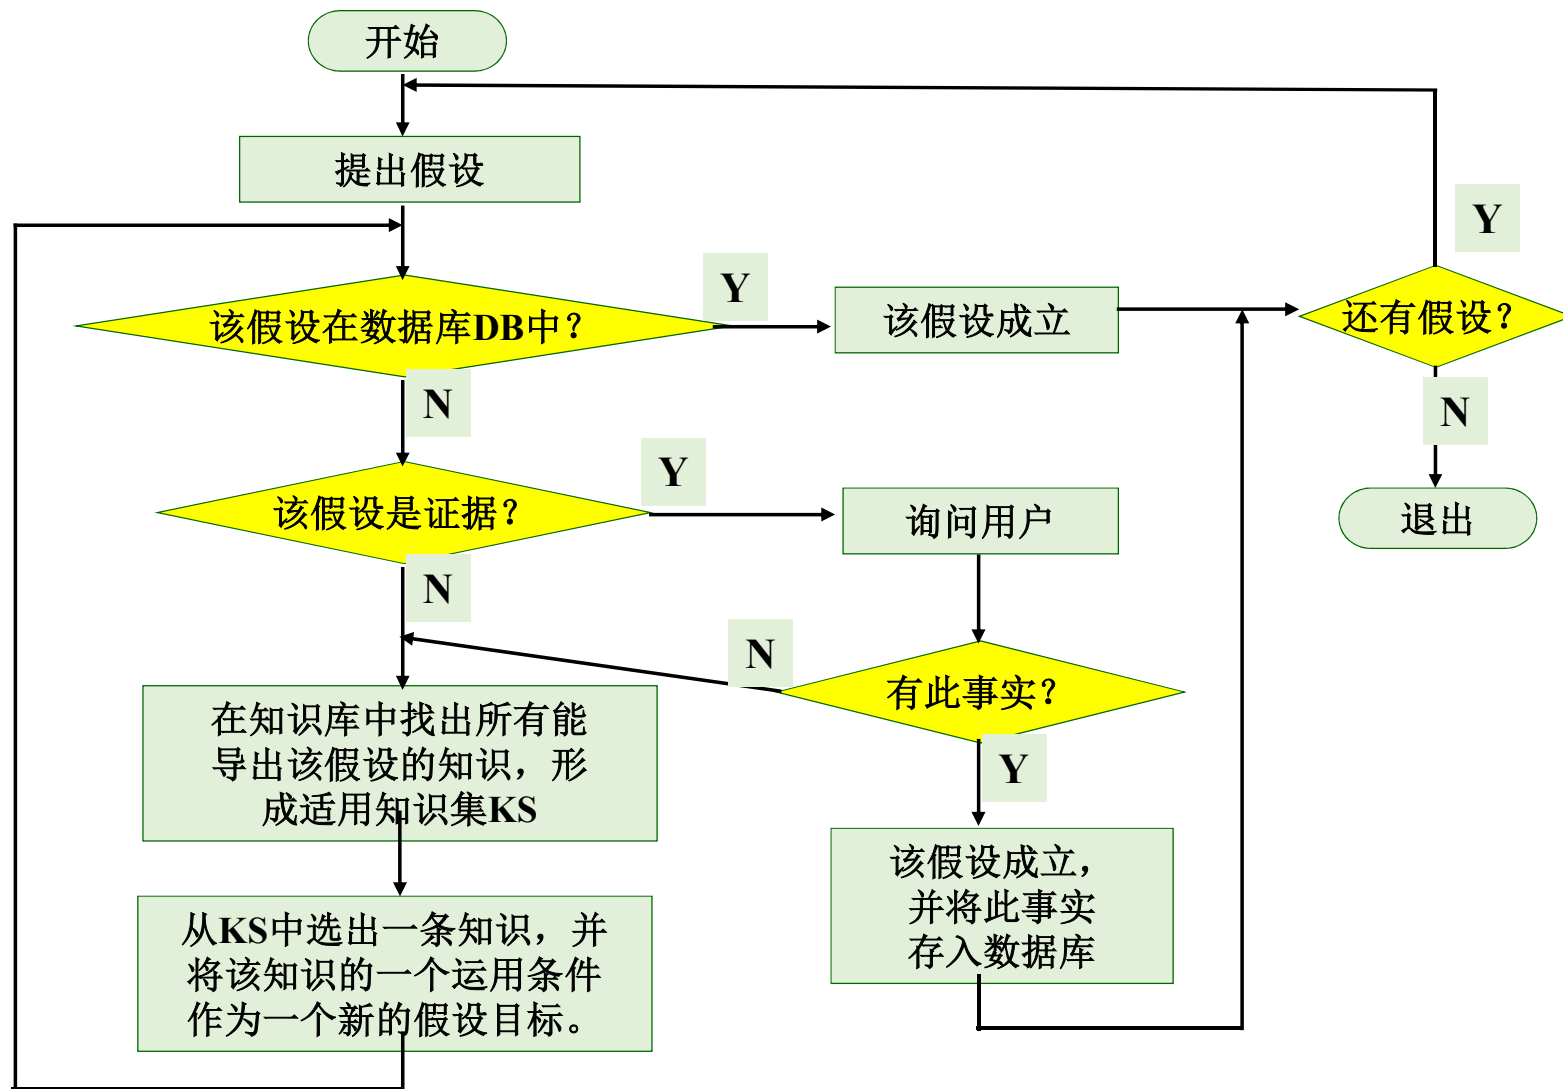 开始
提出假设
Y
该假设在数据库DB中？
Y
该假设成立
还有假设？
N
N
该假设是证据？
Y
询问用户
退出
N
N
有此事实？
在知识库中找出所有能
导出该假设的知识，形
成适用知识集KS
Y
该假设成立，
并将此事实
存入数据库
从KS中选出一条知识，并
将该知识的一个运用条件
作为一个新的假设目标。